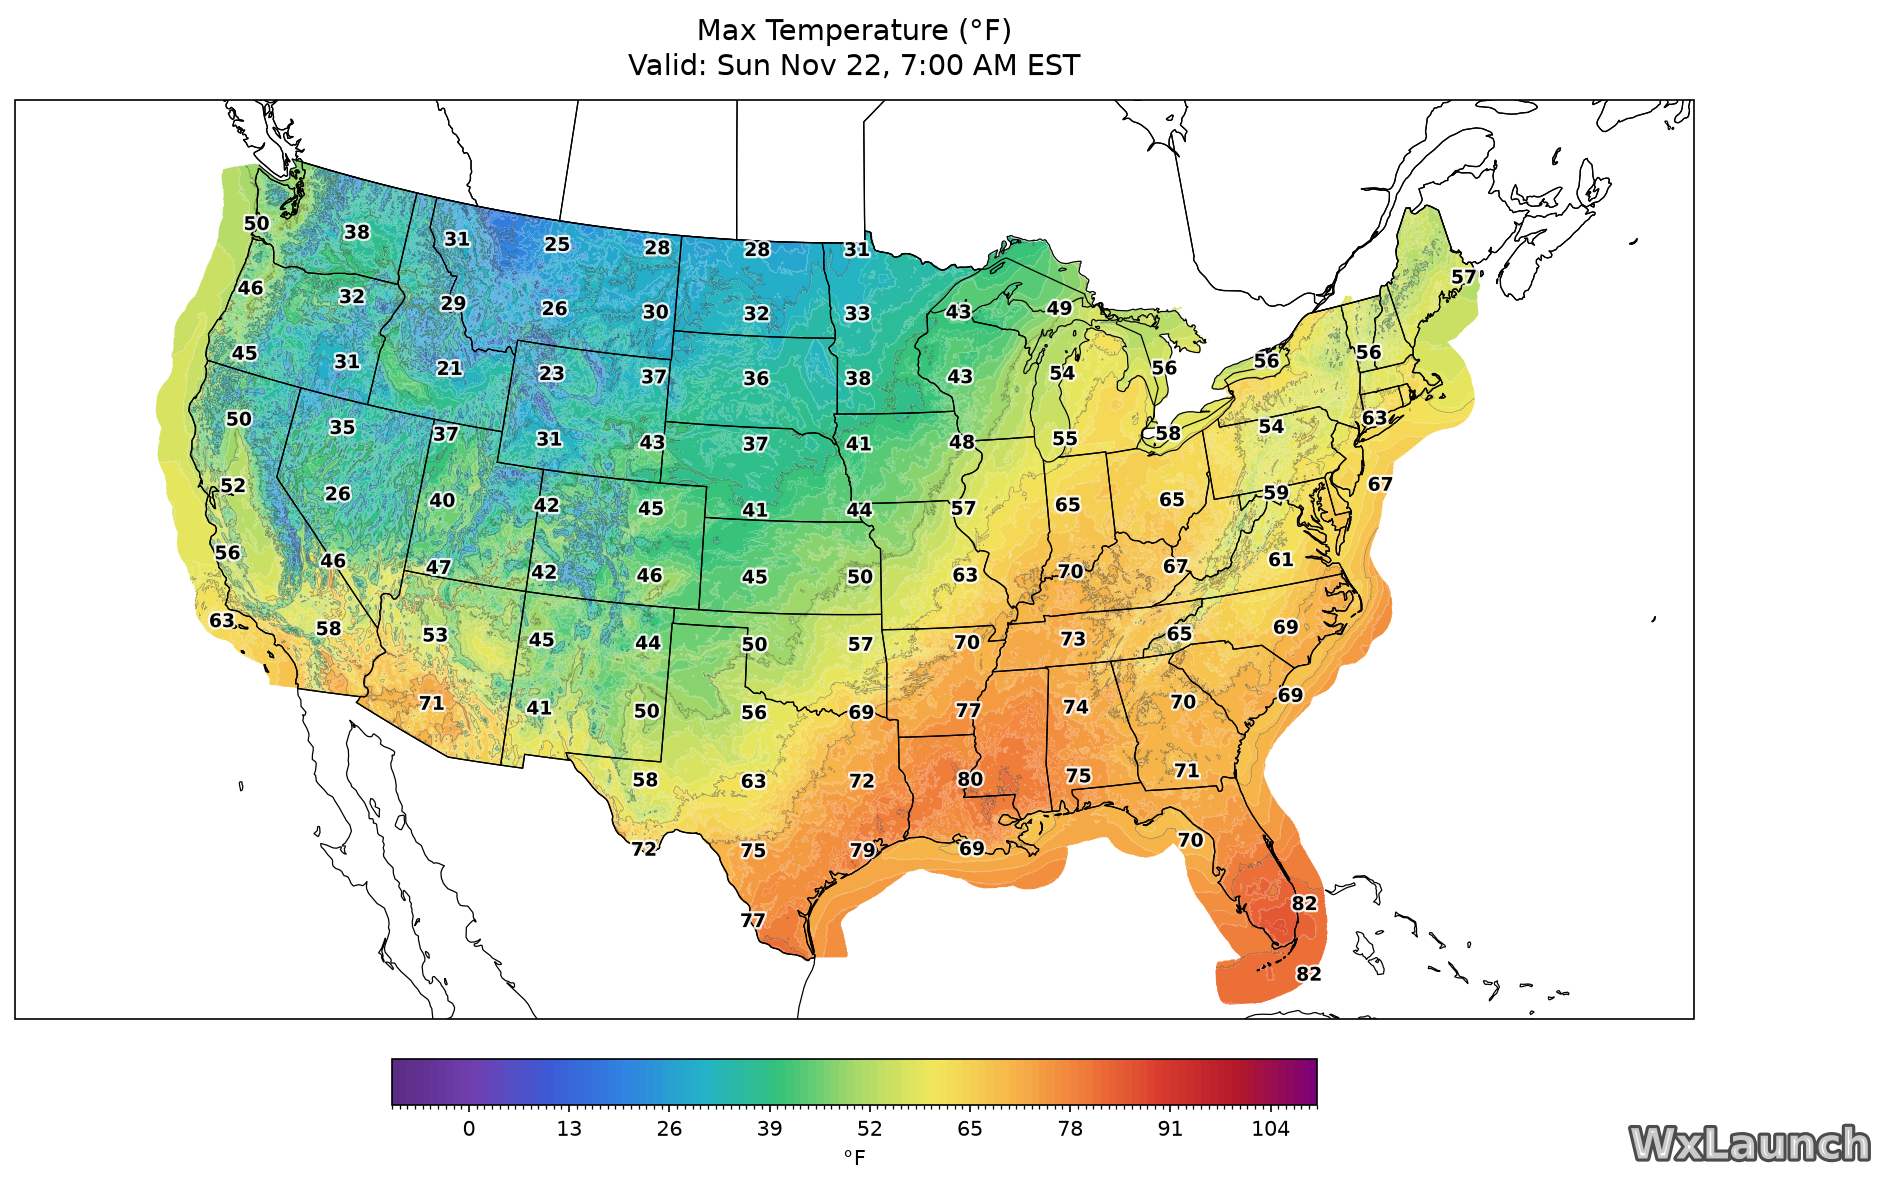 Max Temperature (°F)
Valid: Sun Nov 22, 7:00 AM EST
50 38 31 25 28 28 31
46 32 29 26 30 32 33 43 49 57
45 31 21 23 37 36 38 43 54 56 56 56
50 35 37 31 43 37 41 48 55 58 54 63
52 26 40 42 45 41 44 57 65 65 59 67
56 46 47 42 46 45 50 63 70 67 61
63 58 53 45 44 50 57 70 73 65 69
71 41 50 56 69 77 74 70 69
58 63 72 80 75 71
72 75 79 69 70
77 82
82
0 13 26 39 52 65 78 91 104
°F
WxLaunch